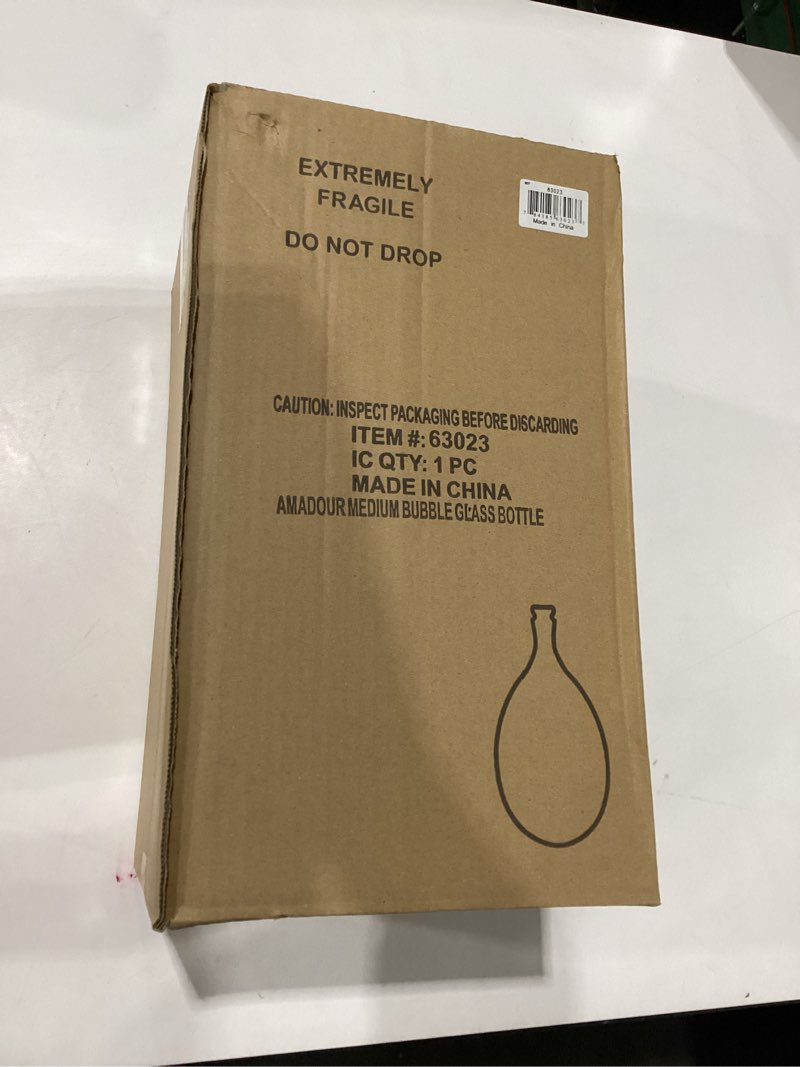 EXTREMELY
FRAGILE
DO NOT DROP
63023
Made in China
CAUTION: INSPECT PACKAGING BEFORE DISCARDING
ITEM #: 63023
IC QTY: 1 PC
MADE IN CHINA
AMADOUR MEDIUM BUBBLE GLASS BOTTLE